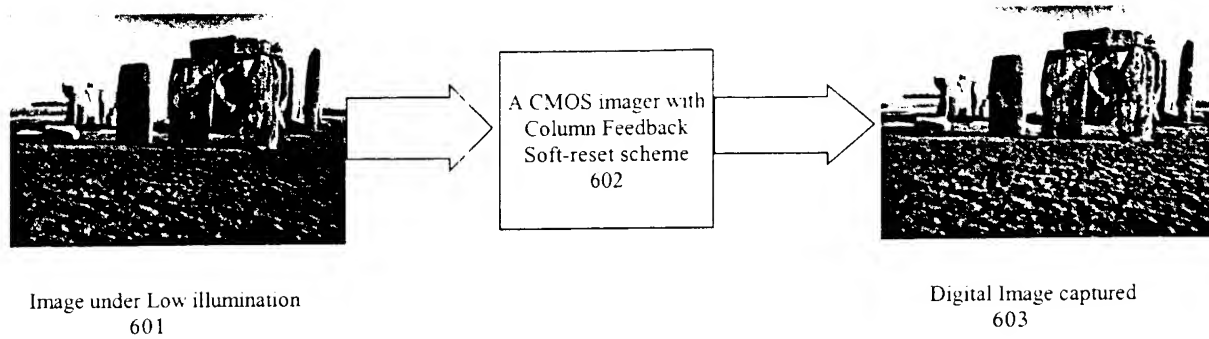 A CMOS imager with
Column Feedback
Soft-reset scheme
602
Image under Low illumination
601
Digital Image captured
603